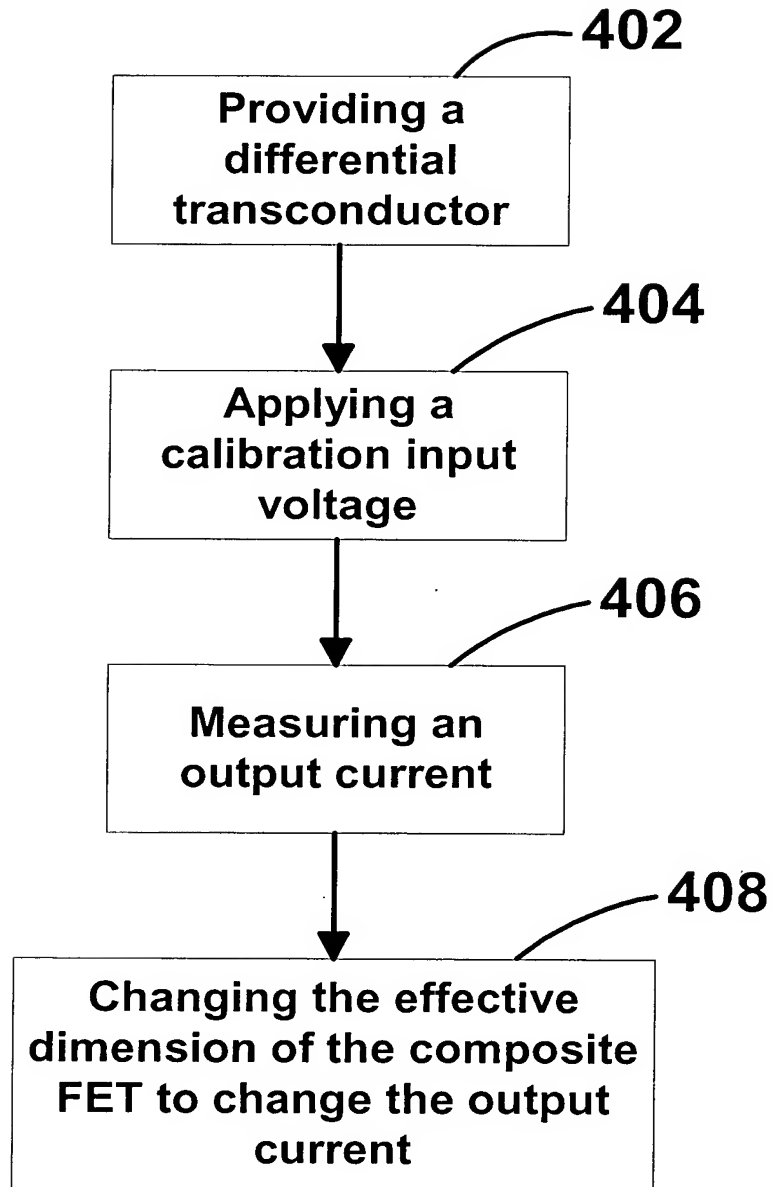 402
Providing a
differential
transconductor
404
Applying a
calibration input
voltage
406
Measuring an
output current
408
Changing the effective
dimension of the composite
FET to change the output
current